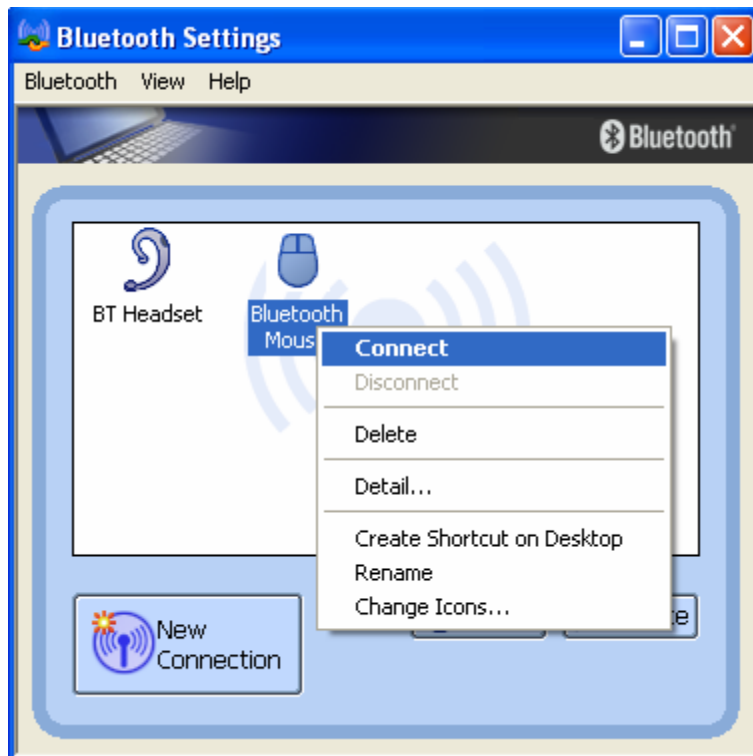 Bluetooth Settings
Bluetooth View Help
Bluetooth
BT Headset
Bluetooth
Mous
Connect
Disconnect
Delete
Detail...
Create Shortcut on Desktop
Rename
Change Icons...
New
Connection